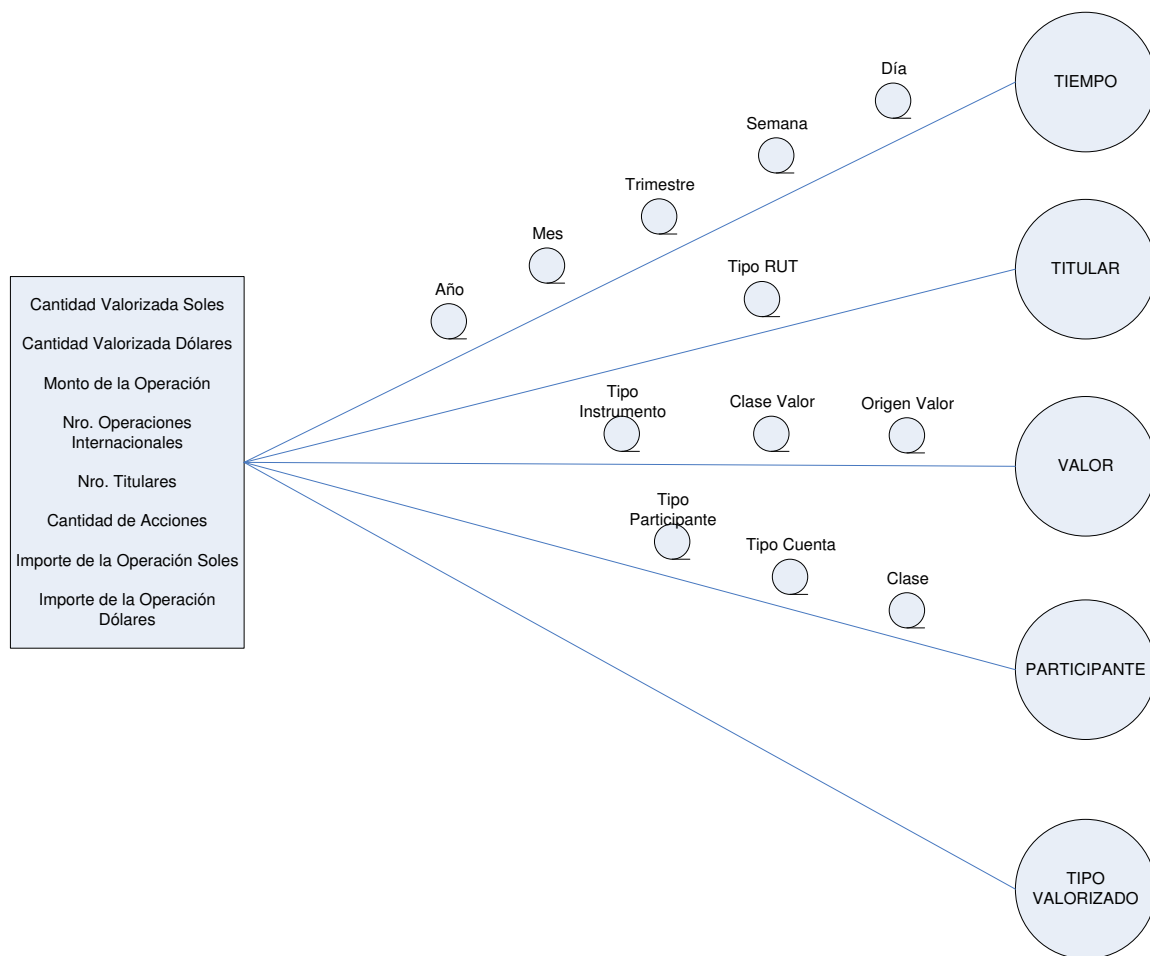 TIEMPO
Día
Semana
Trimestre
Mes
Año
TITULAR
Tipo RUT
Cantidad Valorizada Soles
Cantidad Valorizada Dólares
Monto de la Operación
Nro. Operaciones
Internacionales
Nro. Titulares
Cantidad de Acciones
Importe de la Operación Soles
Importe de la Operación
Dólares
Tipo
Instrumento
Clase Valor
Origen Valor
VALOR
Tipo
Participante
Tipo Cuenta
Clase
PARTICIPANTE
TIPO
VALORIZADO